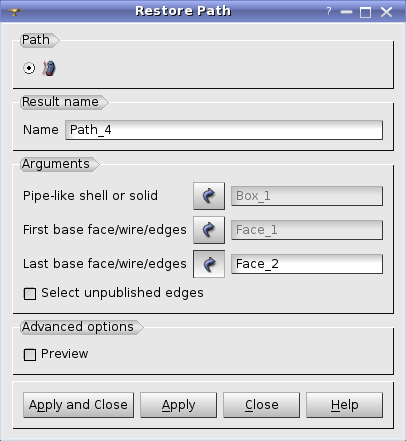 Restore Path
Path
Result name
Name Path_4
Arguments
Pipe-like shell or solid Box_1
First base face/wire/edges Face_1
Last base face/wire/edges Face_2
Select unpublished edges
Advanced options
Preview
Apply and Close Apply Close Help